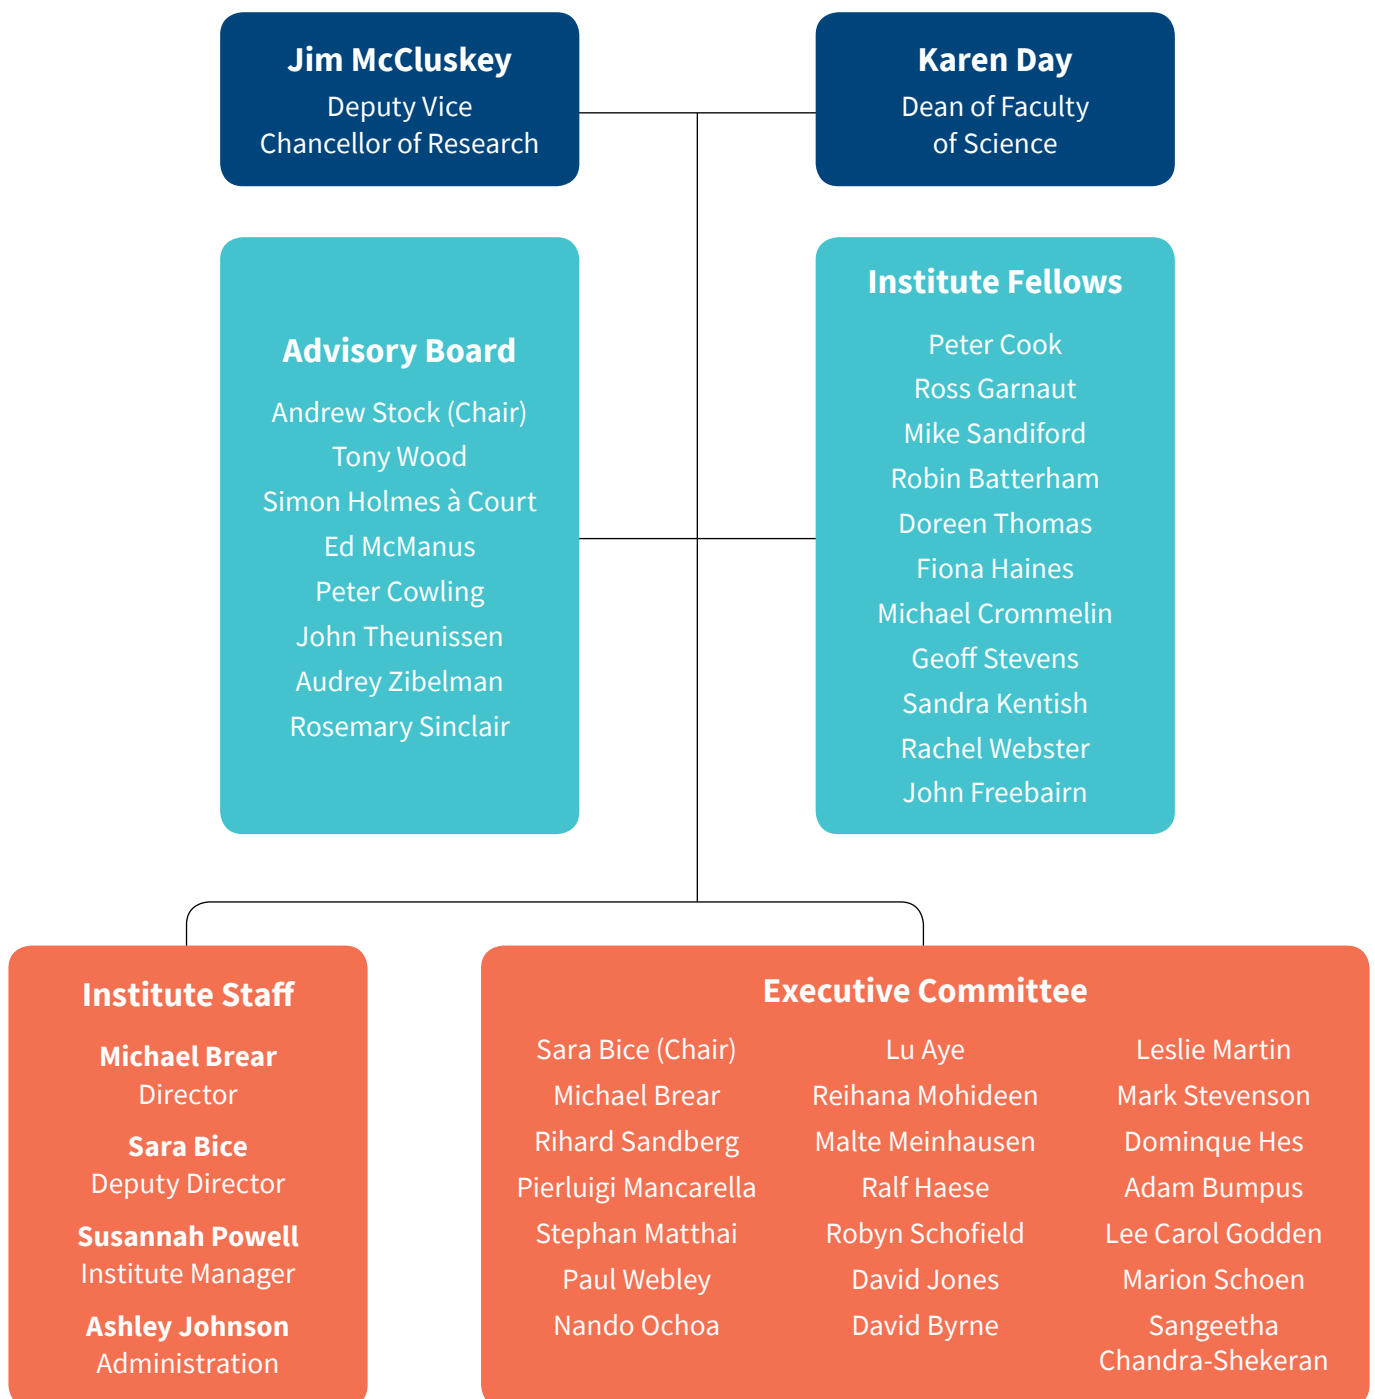 Jim McCluskey
Deputy Vice
Chancellor of Research
Karen Day
Dean of Faculty
of Science
Advisory Board
Andrew Stock (Chair)
Tony Wood
Simon Holmes à Court
Ed McManus
Peter Cowling
John Theunissen
Audrey Zibelman
Rosemary Sinclair
Institute Fellows
Peter Cook
Ross Garnaut
Mike Sandiford
Robin Batterham
Doreen Thomas
Fiona Haines
Michael Crommelin
Geoff Stevens
Sandra Kentish
Rachel Webster
John Freebairn
Institute Staff
Michael Brear
Director
Sara Bice
Deputy Director
Susannah Powell
Institute Manager
Ashley Johnson
Administration
Executive Committee
Sara Bice (Chair)
Michael Brear
Rihard Sandberg
Pierluigi Mancarella
Stephan Matthai
Paul Webley
Nando Ochoa
Lu Aye
Reihana Mohideen
Malte Meinhausen
Ralf Haese
Robyn Schofield
David Jones
David Byrne
Leslie Martin
Mark Stevenson
Dominque Hes
Adam Bumpus
Lee Carol Godden
Marion Schoen
Sangeetha
Chandra-Shekeran